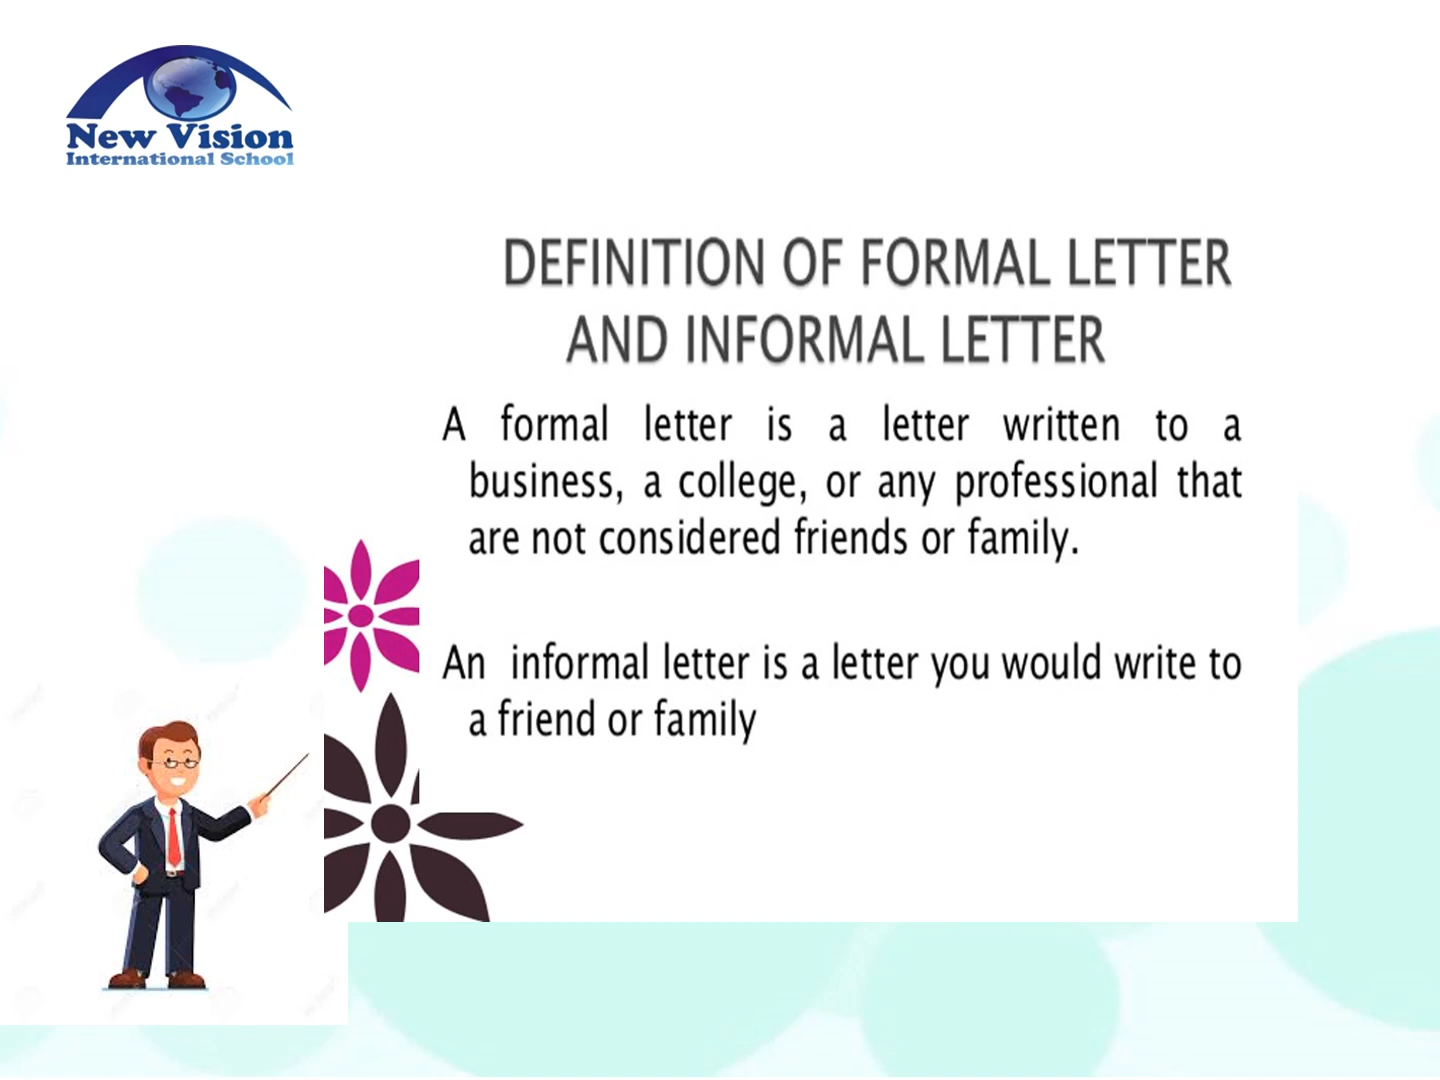 New Vision
International School
DEFINITION OF FORMAL LETTER
AND INFORMAL LETTER
A formal letter is a letter written to a
business, a college, or any professional that
are not considered friends or family.
An informal letter is a letter you would write to
a friend or family